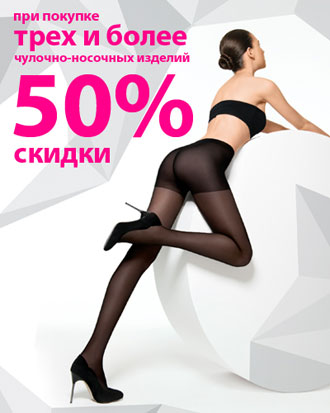 при покупке
трех и более
чулочно-носочных изделий
50%
скидки